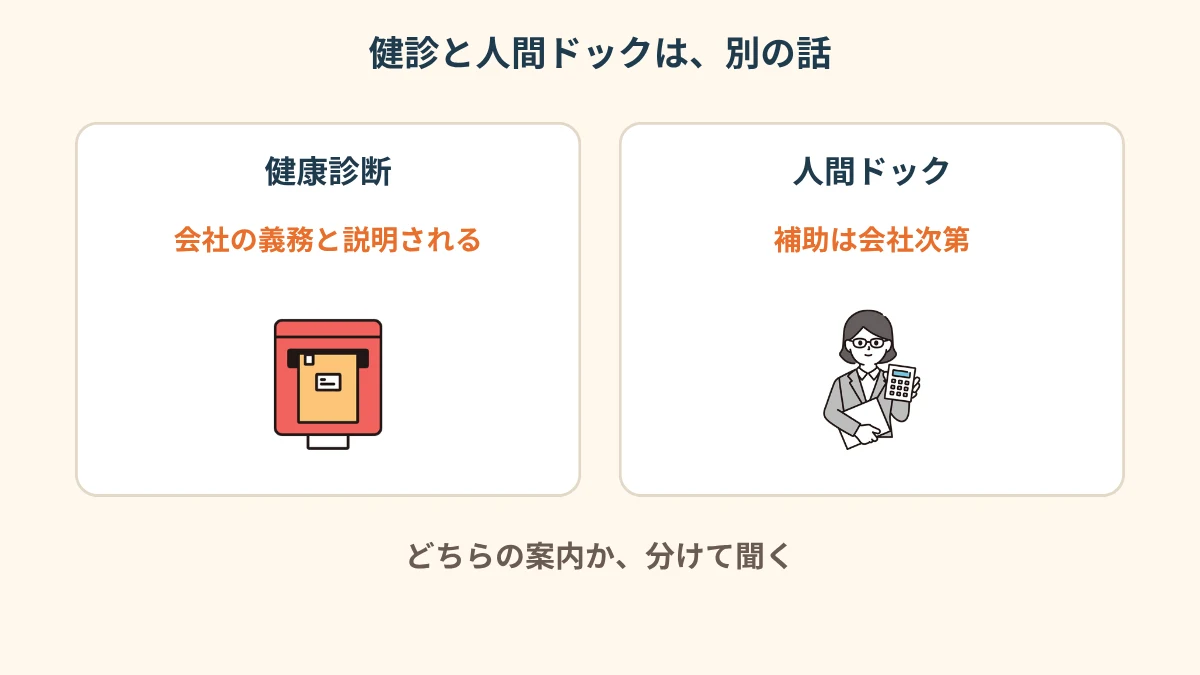 健診と人間ドックは、別の話
健康診断
会社の義務と説明される
人間ドック
補助は会社次第
どちらの案内か、分けて聞く